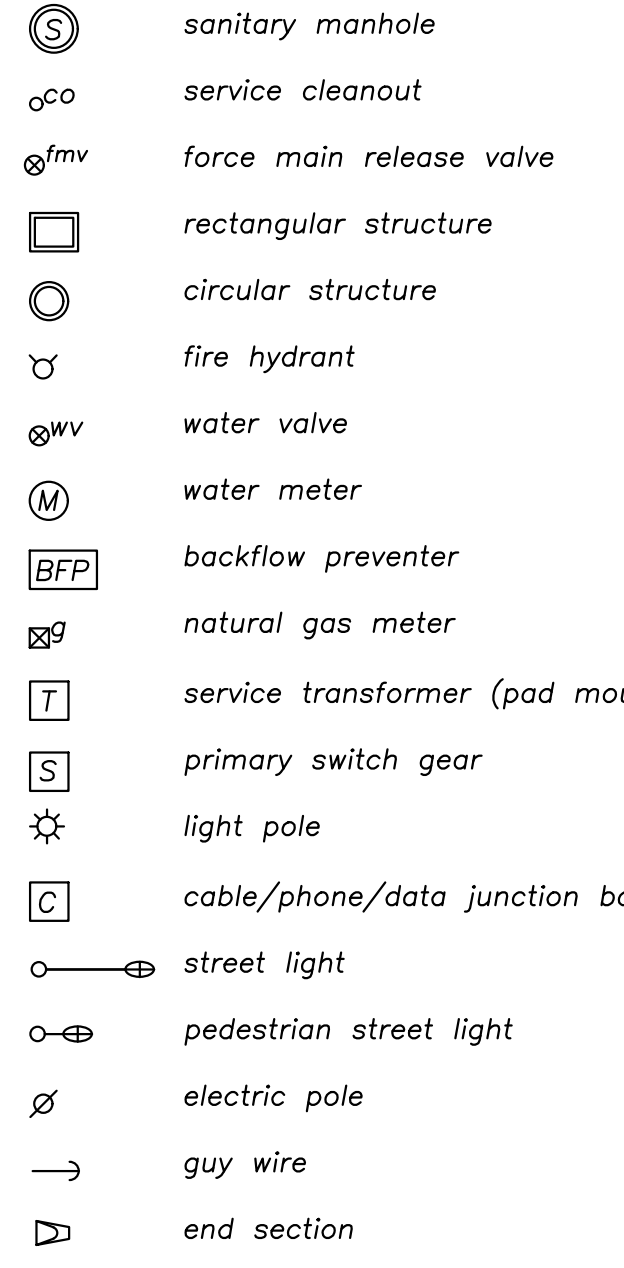 S sanitary manhole
co service cleanout
fmv force main release valve
rectangular structure
circular structure
fire hydrant
wv water valve
M water meter
BFP backflow preventer
g natural gas meter
T service transformer (pad
S primary switch gear
light pole
C cable/phone/data junction
street light
pedestrian street light
electric pole
guy wire
end section